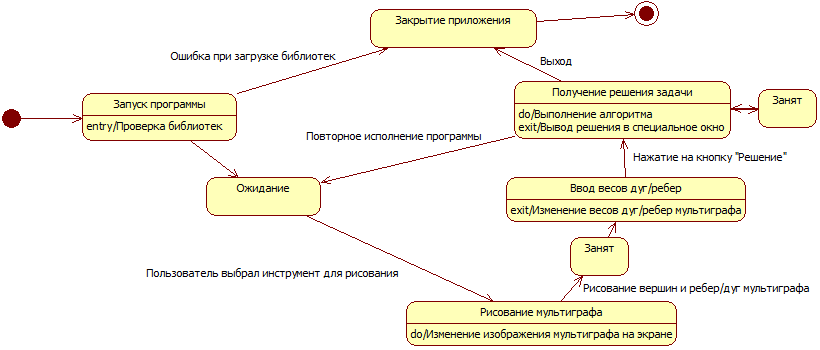 Закрытие приложения
Ошибка при загрузке библиотек
Выход
Запуск программы
entry/Проверка библиотек
Получение решения задачи
do/Выполнение алгоритма
exit/Вывод решения в специальное окно
Занят
Повторное исполнение программы
Нажатие на кнопку "Решение"
Ожидание
Ввод весов дуг/ребер
exit/Изменение весов дуг/ребер мультиграфа
Занят
Пользователь выбрал инструмент для рисования
Рисование вершин и ребер/дуг мультиграфа
Рисование мультиграфа
do/Изменение изображения мультиграфа на экране